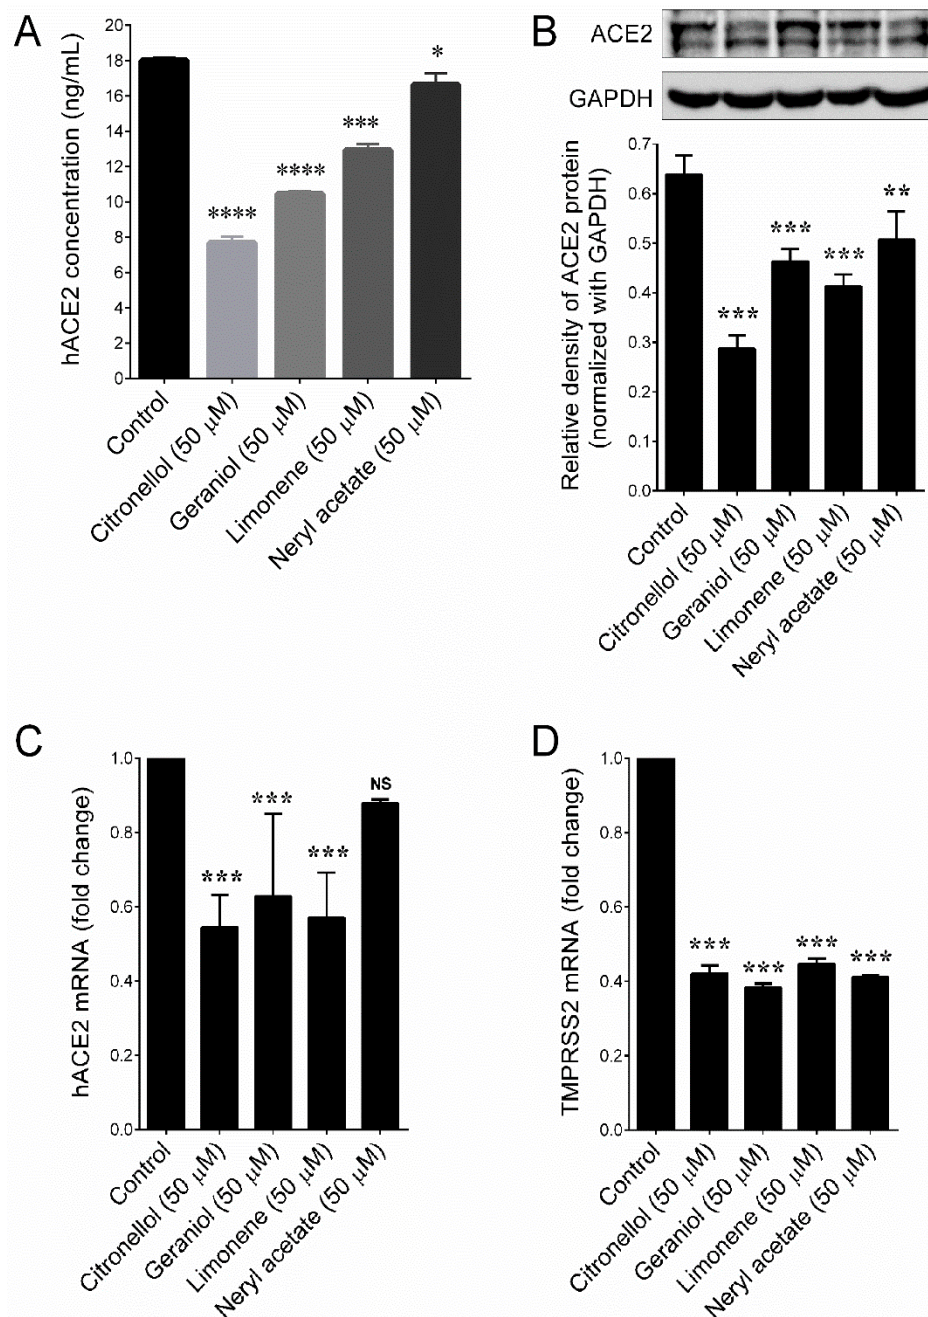 A
hACE2 concentration (ng/mL)
20
18
16
14
12
10
8
6
4
2
0
****
****
***
*
Control
Citronellol (50 µM)
Geraniol (50 µM)
Limonene (50 µM)
Neryl acetate (50 µM)
B
ACE2
GAPDH
Relative density of ACE2 protein
(normalized with GAPDH)
0.7
0.6
0.5
0.4
0.3
0.2
0.1
0.0
***
***
***
**
Control
Citronellol (50 µM)
Geraniol (50 µM)
Limonene (50 µM)
Neryl acetate (50 µM)
C
hACE2 mRNA (fold change)
1.0
0.8
0.6
0.4
0.2
0.0
***
***
***
NS
Control
Citronellol (50 µM)
Geraniol (50 µM)
Limonene (50 µM)
Neryl acetate (50 µM)
D
TMPRSS2 mRNA (fold change)
1.0
0.8
0.6
0.4
0.2
0.0
***
***
***
***
Control
Citronellol (50 µM)
Geraniol (50 µM)
Limonene (50 µM)
Neryl acetate (50 µM)